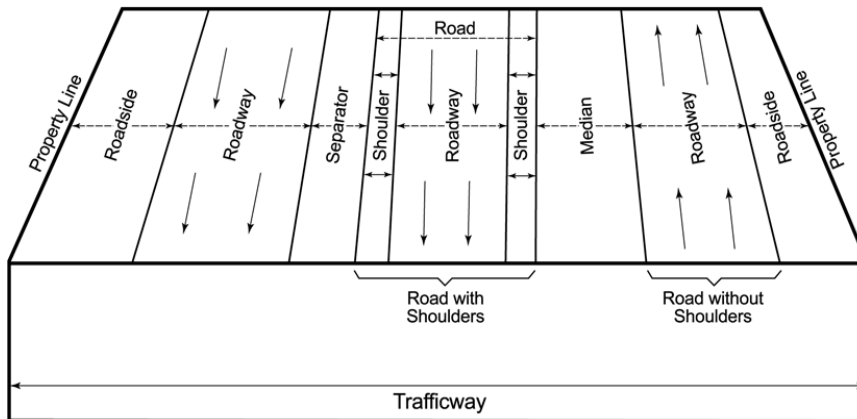 Road
Property Line
Roadside
Roadway
Separator
Shoulder
Roadway
Shoulder
Median
Roadway
Roadside
Property Line
Road with
Shoulders
Road without
Shoulders
Trafficway